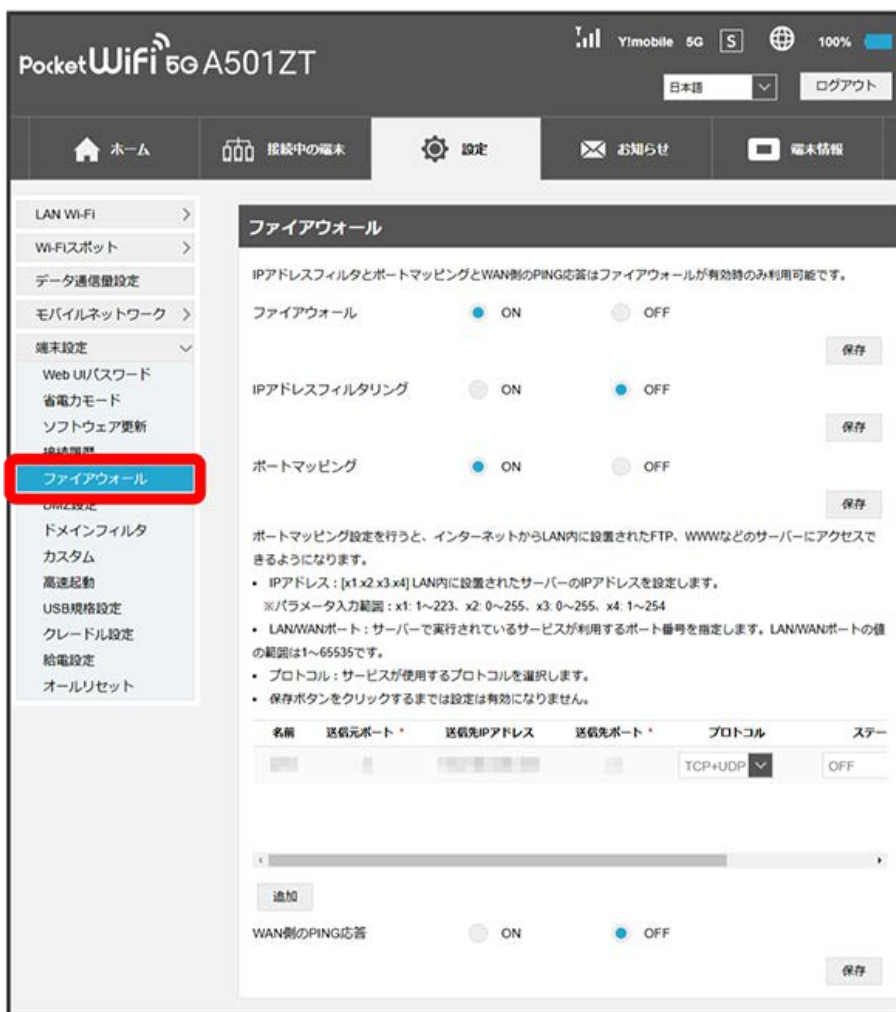 Pocket WiFi 5G A501ZT
Y!mobile 5G S 100%
日本語
ログアウト
ホーム
接続中の端末
設定
お知らせ
端末情報
LAN Wi-Fi
Wi-Fiスポット
データ通信量設定
モバイルネットワーク
端末設定
Web UIパスワード
省電力モード
ソフトウェア更新
接続履歴
ファイアウォール
DMZ設定
ドメインフィルタ
カスタム
高速起動
USB規格設定
クレードル設定
給電設定
オールリセット
ファイアウォール
IPアドレスフィルタとポートマッピングとWAN側のPING応答はファイアウォールが有効時のみ利用可能です。
ファイアウォール ON OFF
保存
IPアドレスフィルタリング ON OFF
保存
ポートマッピング ON OFF
保存
ポートマッピング設定を行うと、インターネットからLAN内に設置されたFTP、WWWなどのサーバーにアクセスで
きるようになります。
• IPアドレス : [x1.x2.x3.x4] LAN内に設置されたサーバーのIPアドレスを設定します。
※パラメータ入力範囲 : x1: 1～223、x2: 0～255、x3: 0～255、x4: 1～254
• LAN/WANポート : サーバーで実行されているサービスが利用するポート番号を指定します。LAN/WANポートの値
の範囲は1～65535です。
• プロトコル : サービスが使用するプロトコルを選択します。
• 保存ボタンをクリックするまでは設定は有効になりません。
名前 送信元ポート * 送信先IPアドレス 送信先ポート * プロトコル ステー
TCP+UDP OFF
追加
WAN側のPING応答 ON OFF
保存